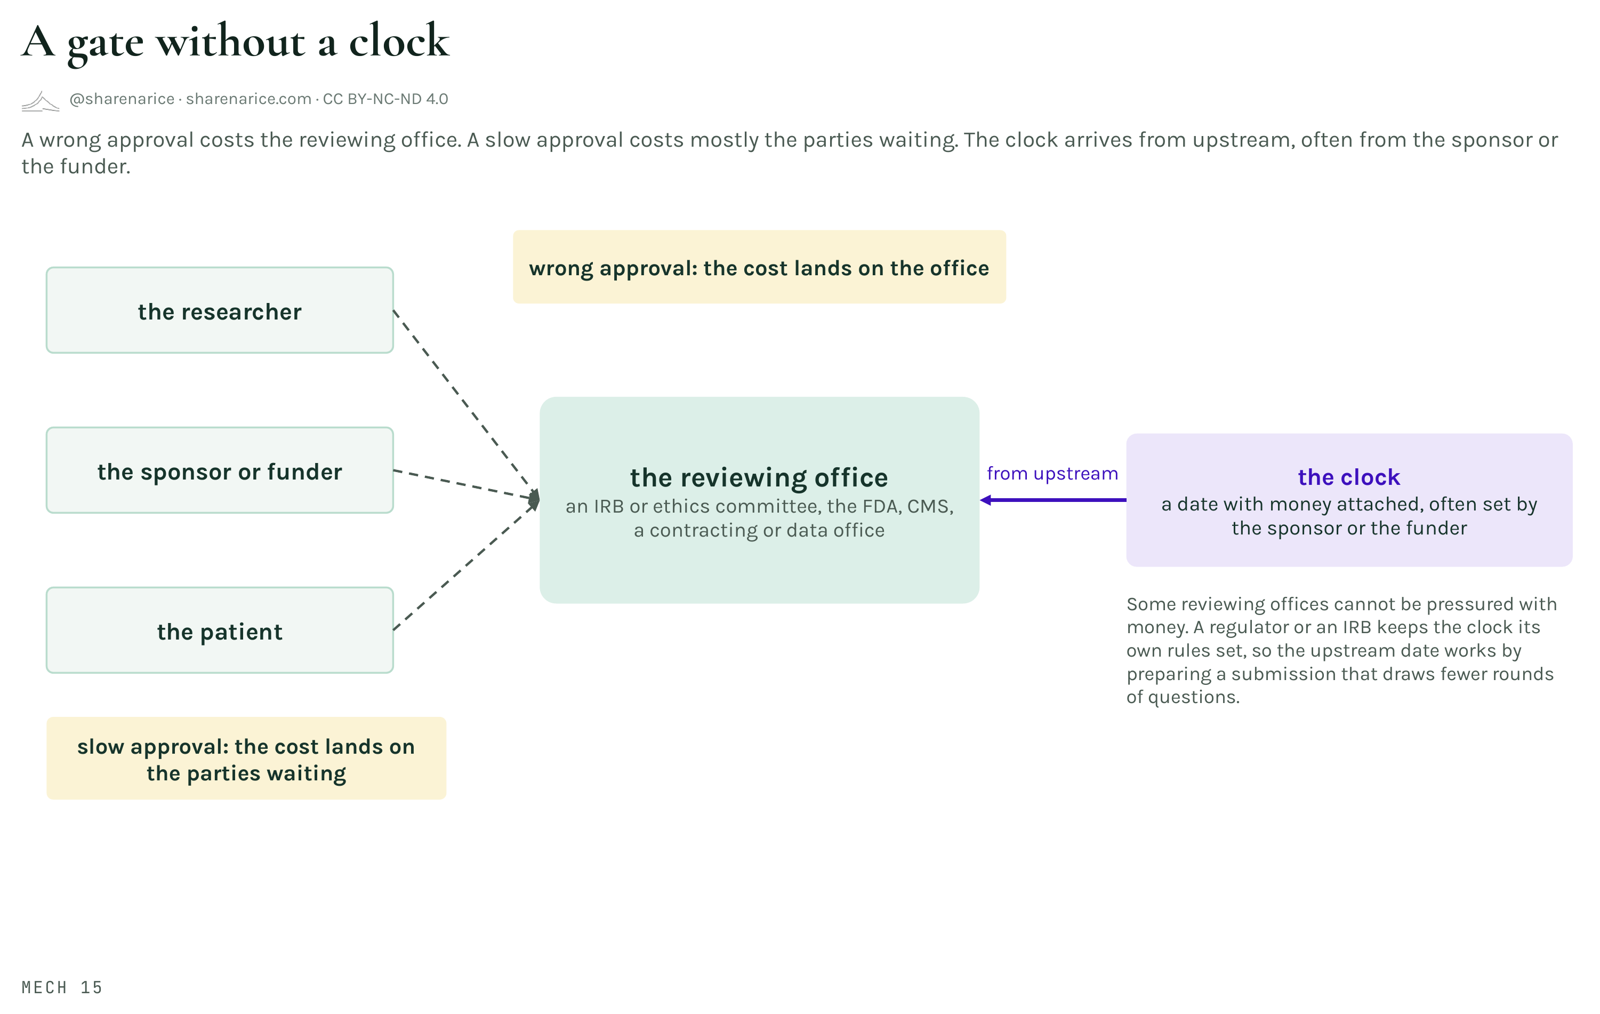 A gate without a clock
@sharenarice · sharenarice.com · CC BY-NC-ND 4.0
A wrong approval costs the reviewing office. A slow approval costs mostly the parties waiting. The clock arrives from upstream, often from the sponsor or
the funder.
wrong approval: the cost lands on the office
the researcher
the sponsor or funder
the patient
slow approval: the cost lands on
the parties waiting
the reviewing office
an IRB or ethics committee, the FDA, CMS,
a contracting or data office
from upstream
the clock
a date with money attached, often set by
the sponsor or the funder
Some reviewing offices cannot be pressured with
money. A regulator or an IRB keeps the clock its
own rules set, so the upstream date works by
preparing a submission that draws fewer rounds
of questions.
MECH 15